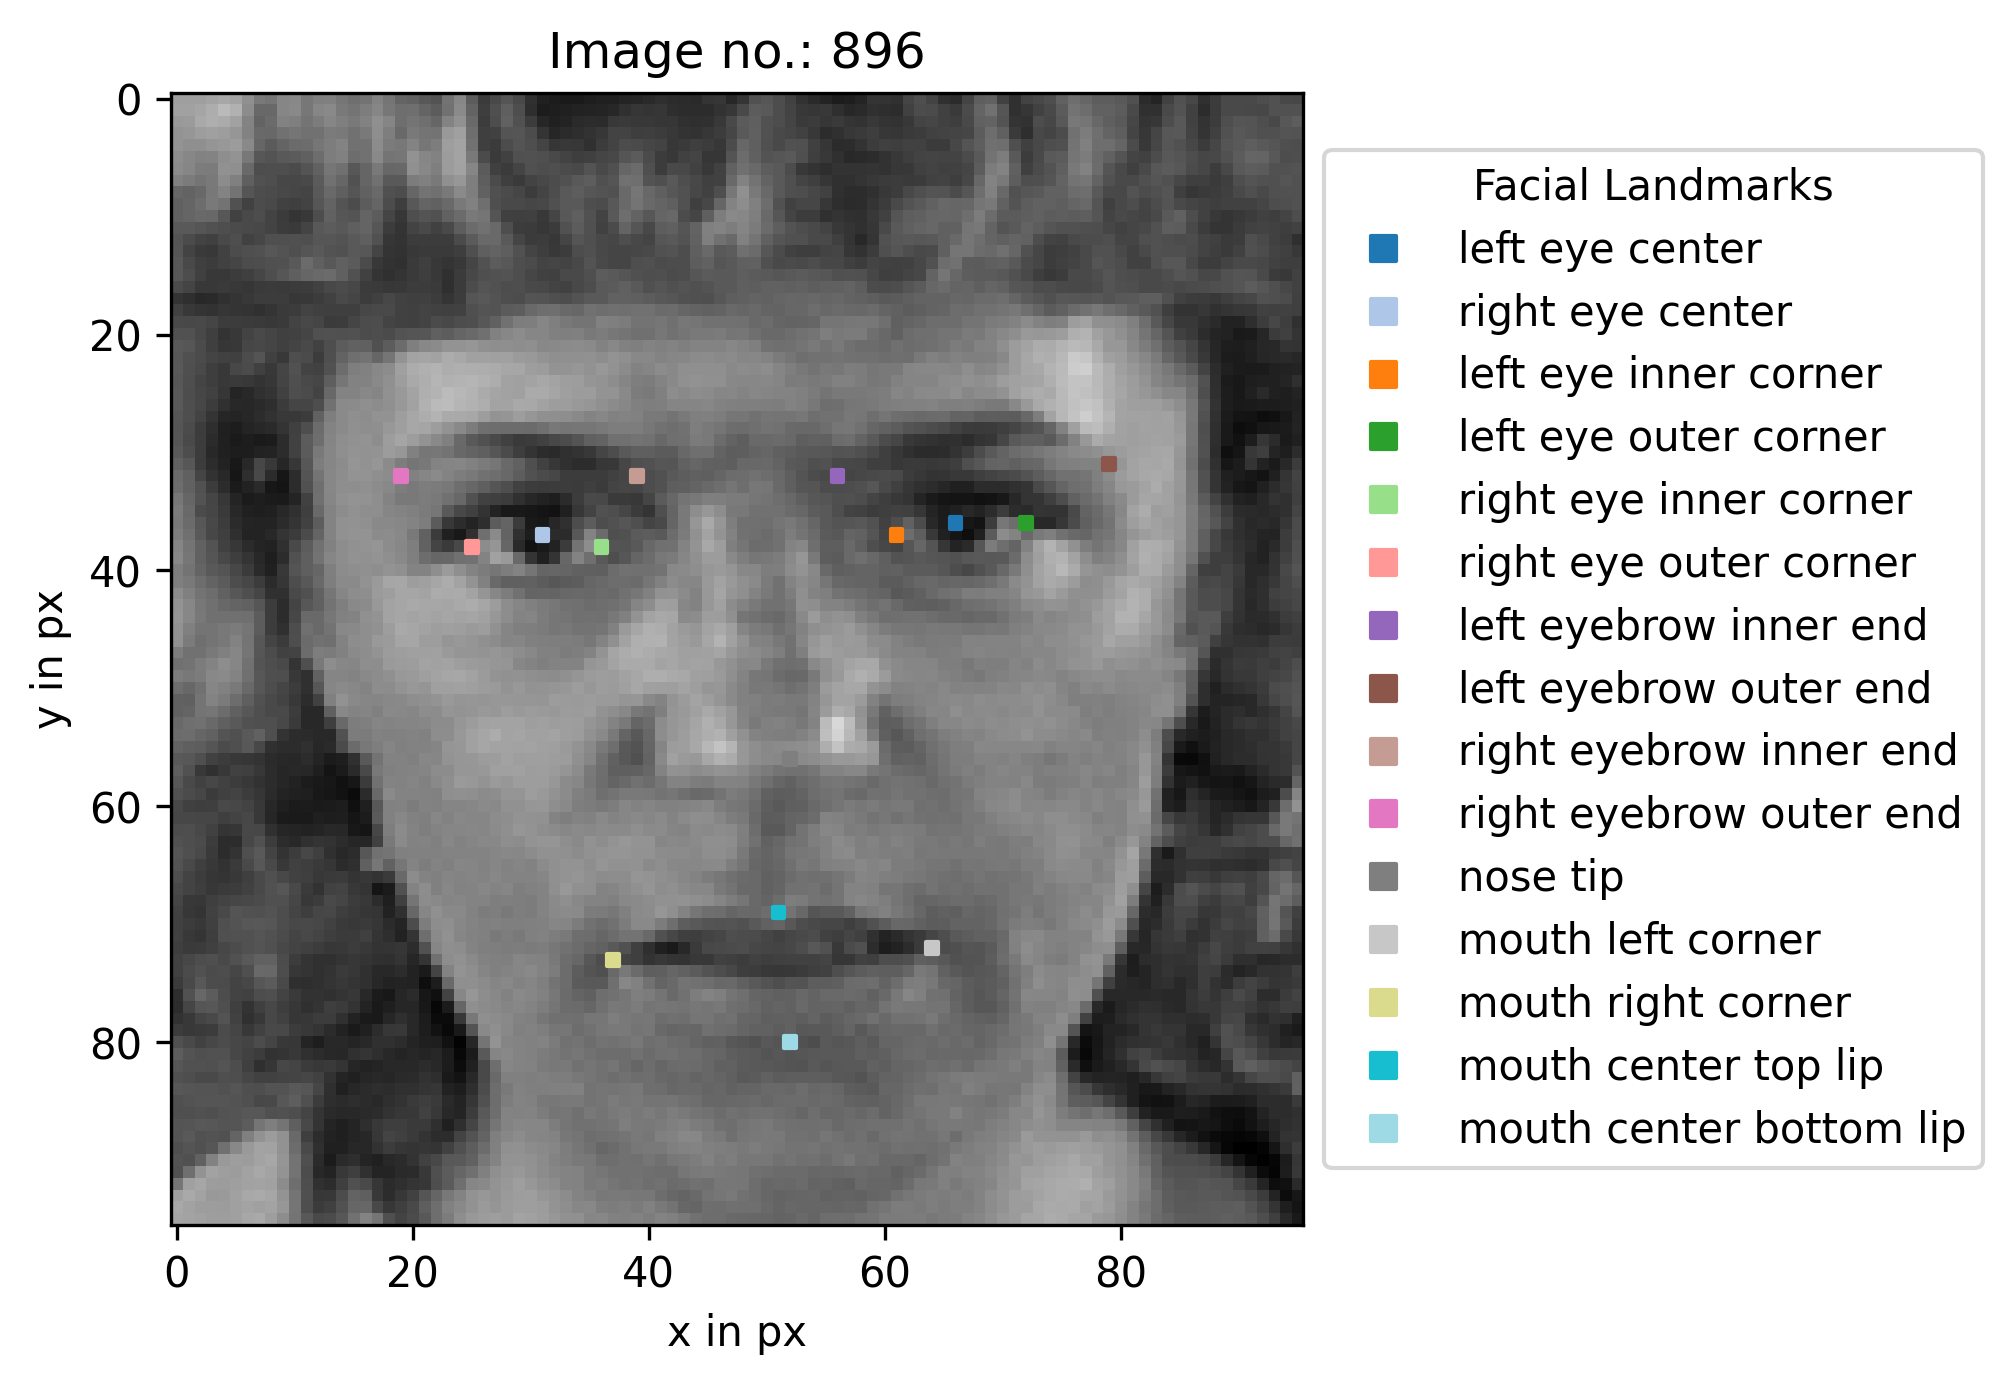 Image no.: 896
0
20
40
60
80
y in px
0 20 40 60 80
x in px
Facial Landmarks
left eye center
right eye center
left eye inner corner
left eye outer corner
right eye inner corner
right eye outer corner
left eyebrow inner end
left eyebrow outer end
right eyebrow inner end
right eyebrow outer end
nose tip
mouth left corner
mouth right corner
mouth center top lip
mouth center bottom lip